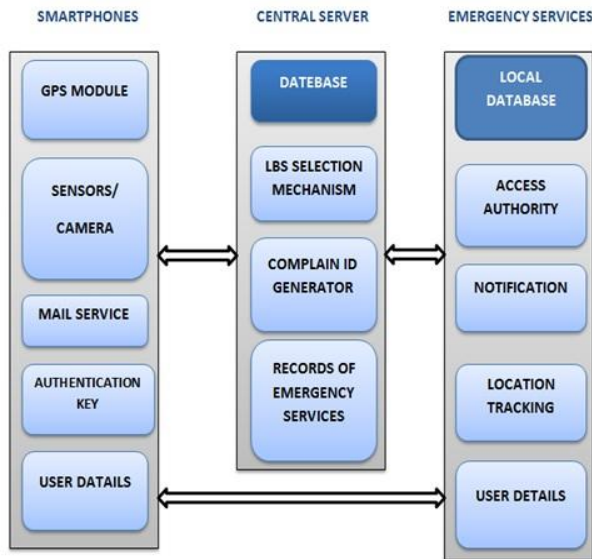 SMARTPHONES
GPS MODULE
SENSORS/
CAMERA
MAIL SERVICE
AUTHENTICATION
KEY
USER DATAILS
CENTRAL SERVER
DATEBASE
LBS SELECTION
MECHANISM
COMPLAIN ID
GENERATOR
RECORDS OF
EMERGENCY
SERVICES
EMERGENCY SERVICES
LOCAL
DATABASE
ACCESS
AUTHORITY
NOTIFICATION
LOCATION
TRACKING
USER DETAILS